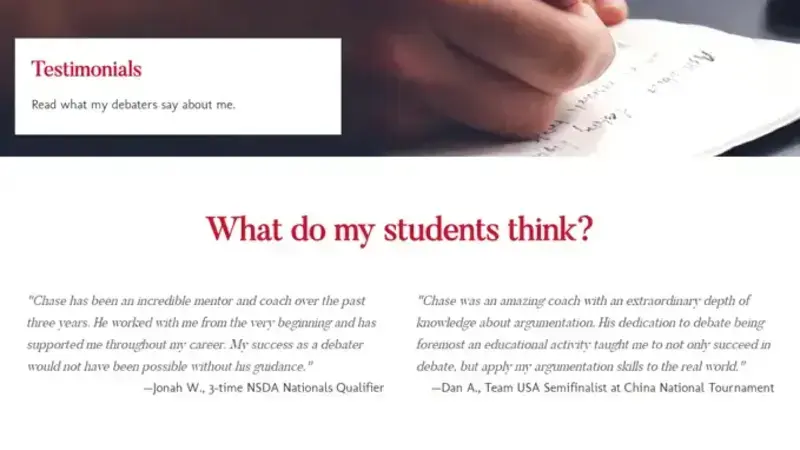 Testimonials
Read what my debaters say about me.
What do my students think?
"Chase has been an incredible mentor and coach over the past
three years. He worked with me from the very beginning and has
supported me throughout my career. My success as a debater
would not have been possible without his guidance."
—Jonah W., 3-time NSDA Nationals Qualifier
"Chase was an amazing coach with an extraordinary depth of
knowledge about argumentation. His dedication to debate being
foremost an educational activity taught me to not only succeed in
debate, but apply my argumentation skills to the real world."
—Dan A., Team USA Semifinalist at China National Tournament